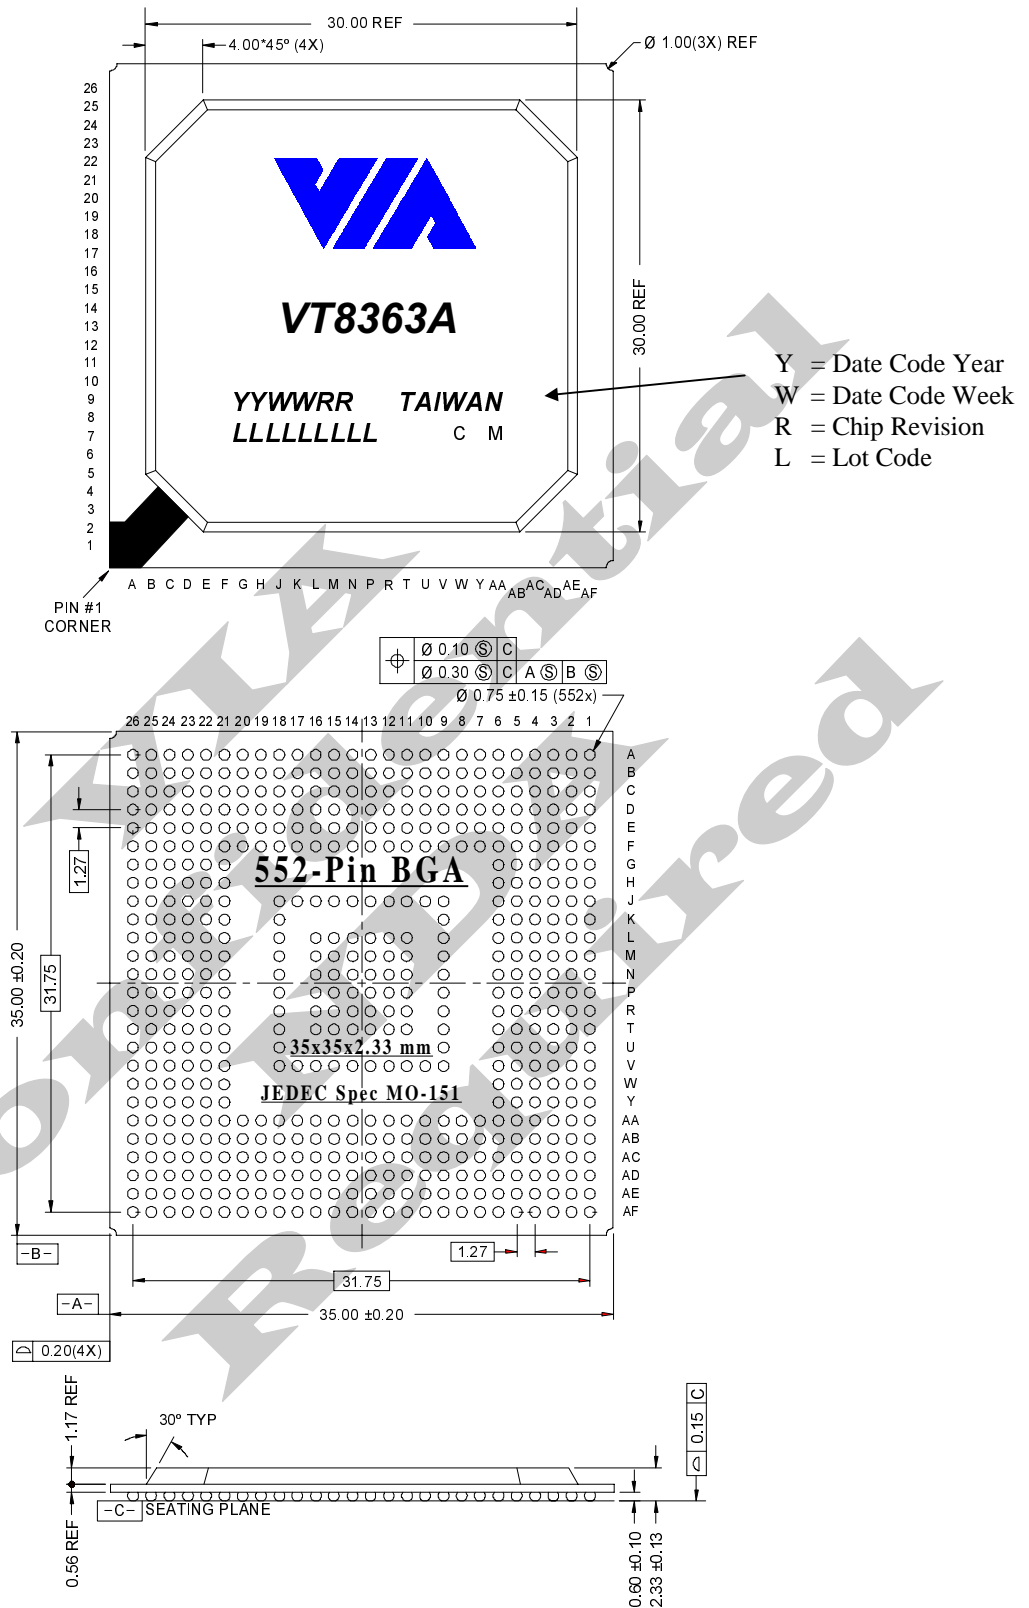 30.00 REF
4.00*45° (4X)
Ø 1.00(3X) REF
26
25
24
23
22
21
20
19
18
17
16
15
14
13
12
11
10
9
8
7
6
5
4
3
2
1
VIA
VT8363A
30.00 REF
YYWWRR TAIWAN
LLLLLLLLL C M
Y = Date Code Year
W = Date Code Week
R = Chip Revision
L = Lot Code
A B C D E F G H J K L M N P R T U V W Y AA AB AC AD AE AF
PIN #1
CORNER
Ø 0.10 Ⓢ C
Ø 0.30 Ⓢ C A Ⓢ B Ⓢ
Ø 0.75 ±0.15 (552x)
26 25 24 23 22 21 20 19 18 17 16 15 14 13 12 11 10 9 8 7 6 5 4 3 2 1
A
B
C
D
E
F
G
H
J
K
L
M
N
P
R
T
U
V
W
Y
AA
AB
AC
AD
AE
AF
1.27
31.75
35.00 ±0.20
552-Pin BGA
35x35x2.33 mm
JEDEC Spec MO-151
-B-
1.27
31.75
-A-
35.00 ±0.20
0.20(4X)
1.17 REF
30° TYP
0.15 C
-C- SEATING PLANE
0.56 REF
0.60 ±0.10
2.33 ±0.13
VIA
Confidential
NDA
Required